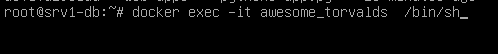 root@srv1-db:~# docker exec -it awesome_torvalds  /bin/sh_